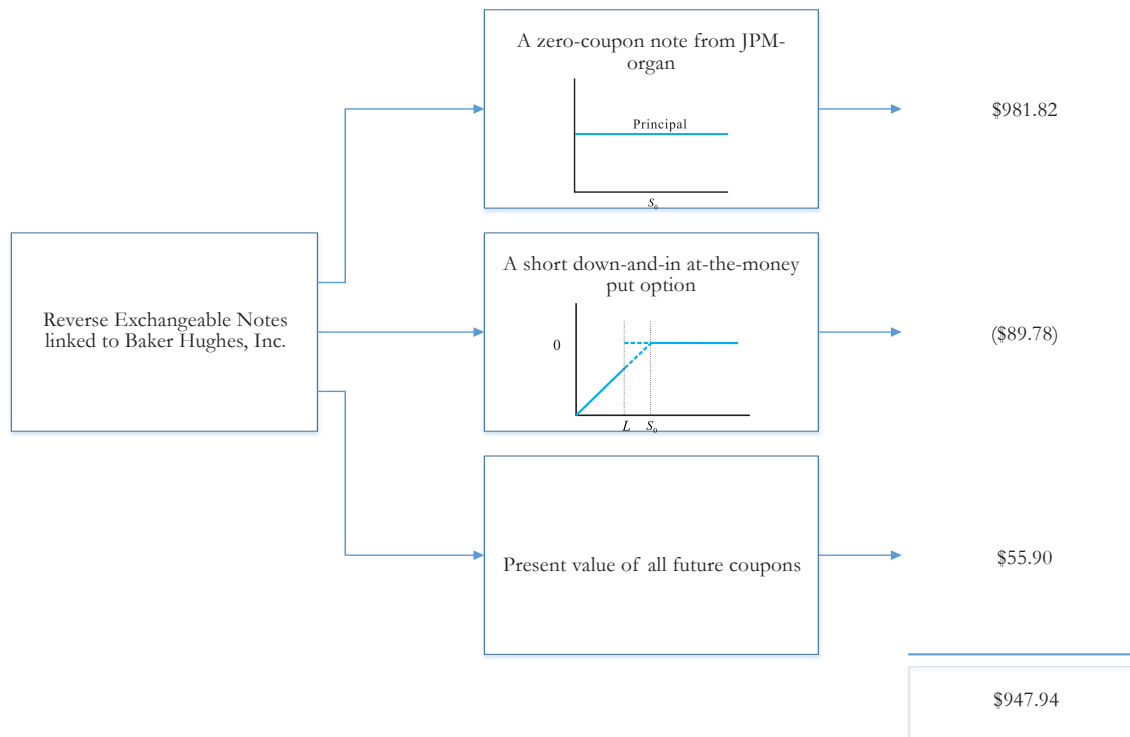 A zero-coupon note from JPM-
organ
Principal
S₀
$981.82
Reverse Exchangeable Notes
linked to Baker Hughes, Inc.
A short down-and-in at-the-money
put option
0
L S₀
($89.78)
Present value of all future coupons
$55.90
$947.94